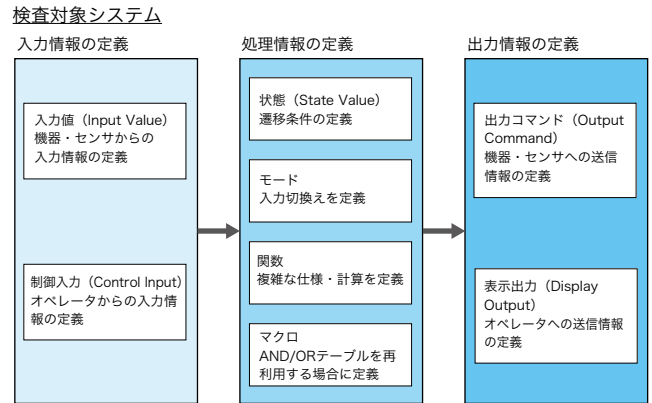 検査対象システム
入力情報の定義
入力値（Input Value）
機器・センサからの
入力情報の定義
制御入力（Control Input）
オペレータからの入力情
報の定義
処理情報の定義
状態（State Value）
遷移条件の定義
モード
入力切換えを定義
関数
複雑な仕様・計算を定義
マクロ
AND/ORテーブルを再
利用する場合に定義
出力情報の定義
出力コマンド（Output
Command）
機器・センサへの送信
情報の定義
表示出力（Display
Output）
オペレータへの送信情報
の定義